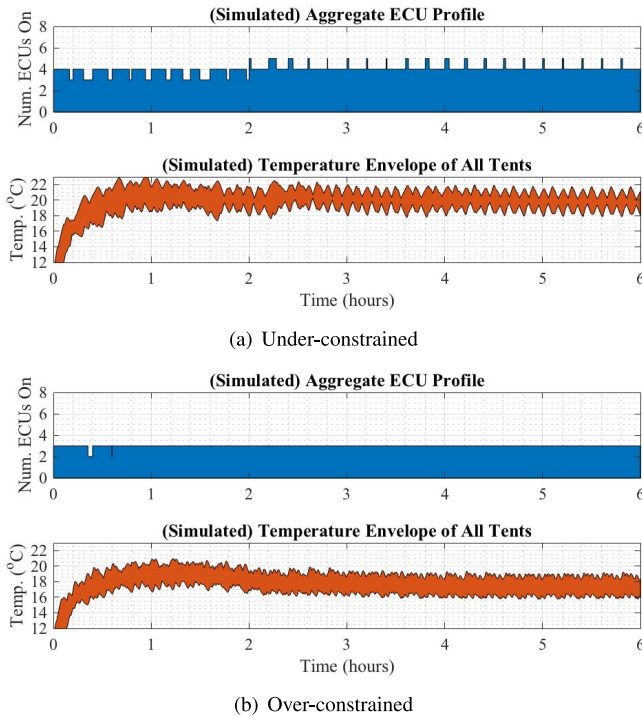 (Simulated) Aggregate ECU Profile
Num. ECUs On
8
6
4
2
0
0 1 2 3 4 5 6
(Simulated) Temperature Envelope of All Tents
Temp. (°C)
22
20
18
16
14
12
0 1 2 3 4 5 6
Time (hours)
(a) Under-constrained
(Simulated) Aggregate ECU Profile
Num. ECUs On
8
6
4
2
0
0 1 2 3 4 5 6
(Simulated) Temperature Envelope of All Tents
Temp. (°C)
22
20
18
16
14
12
0 1 2 3 4 5 6
Time (hours)
(b) Over-constrained